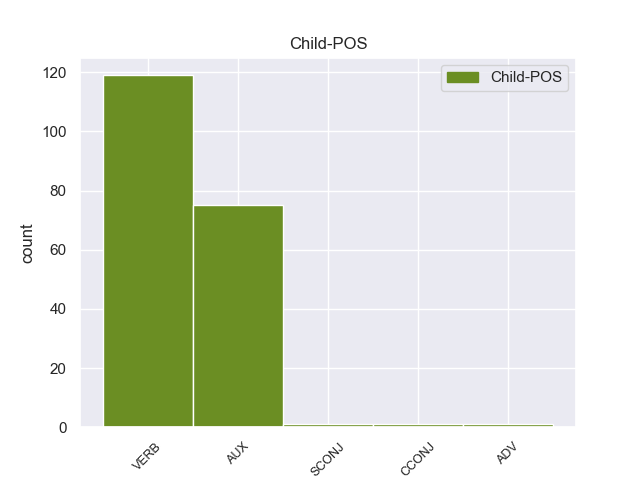 Child-POS
Child-POS
120
100
80
60
40
20
0
count
VERB
AUX
SCONJ
CCONJ
ADV